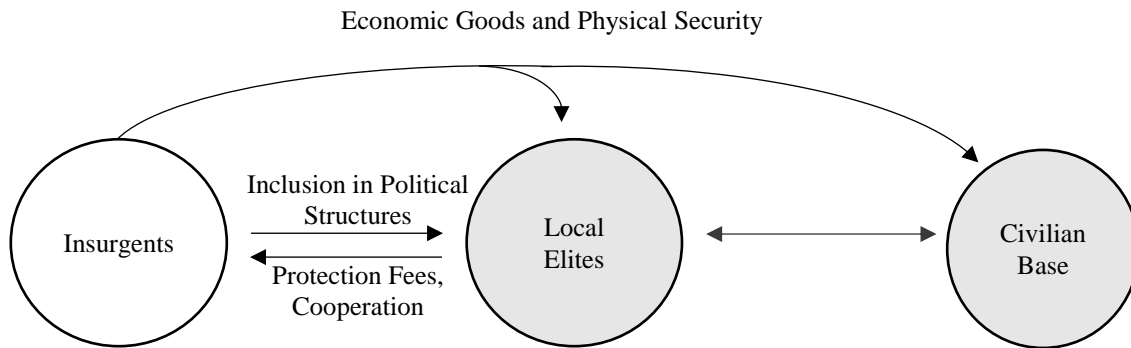 Economic Goods and Physical Security
Inclusion in Political
Structures
Insurgents
Protection Fees,
Cooperation
Local
Elites
Civilian
Base